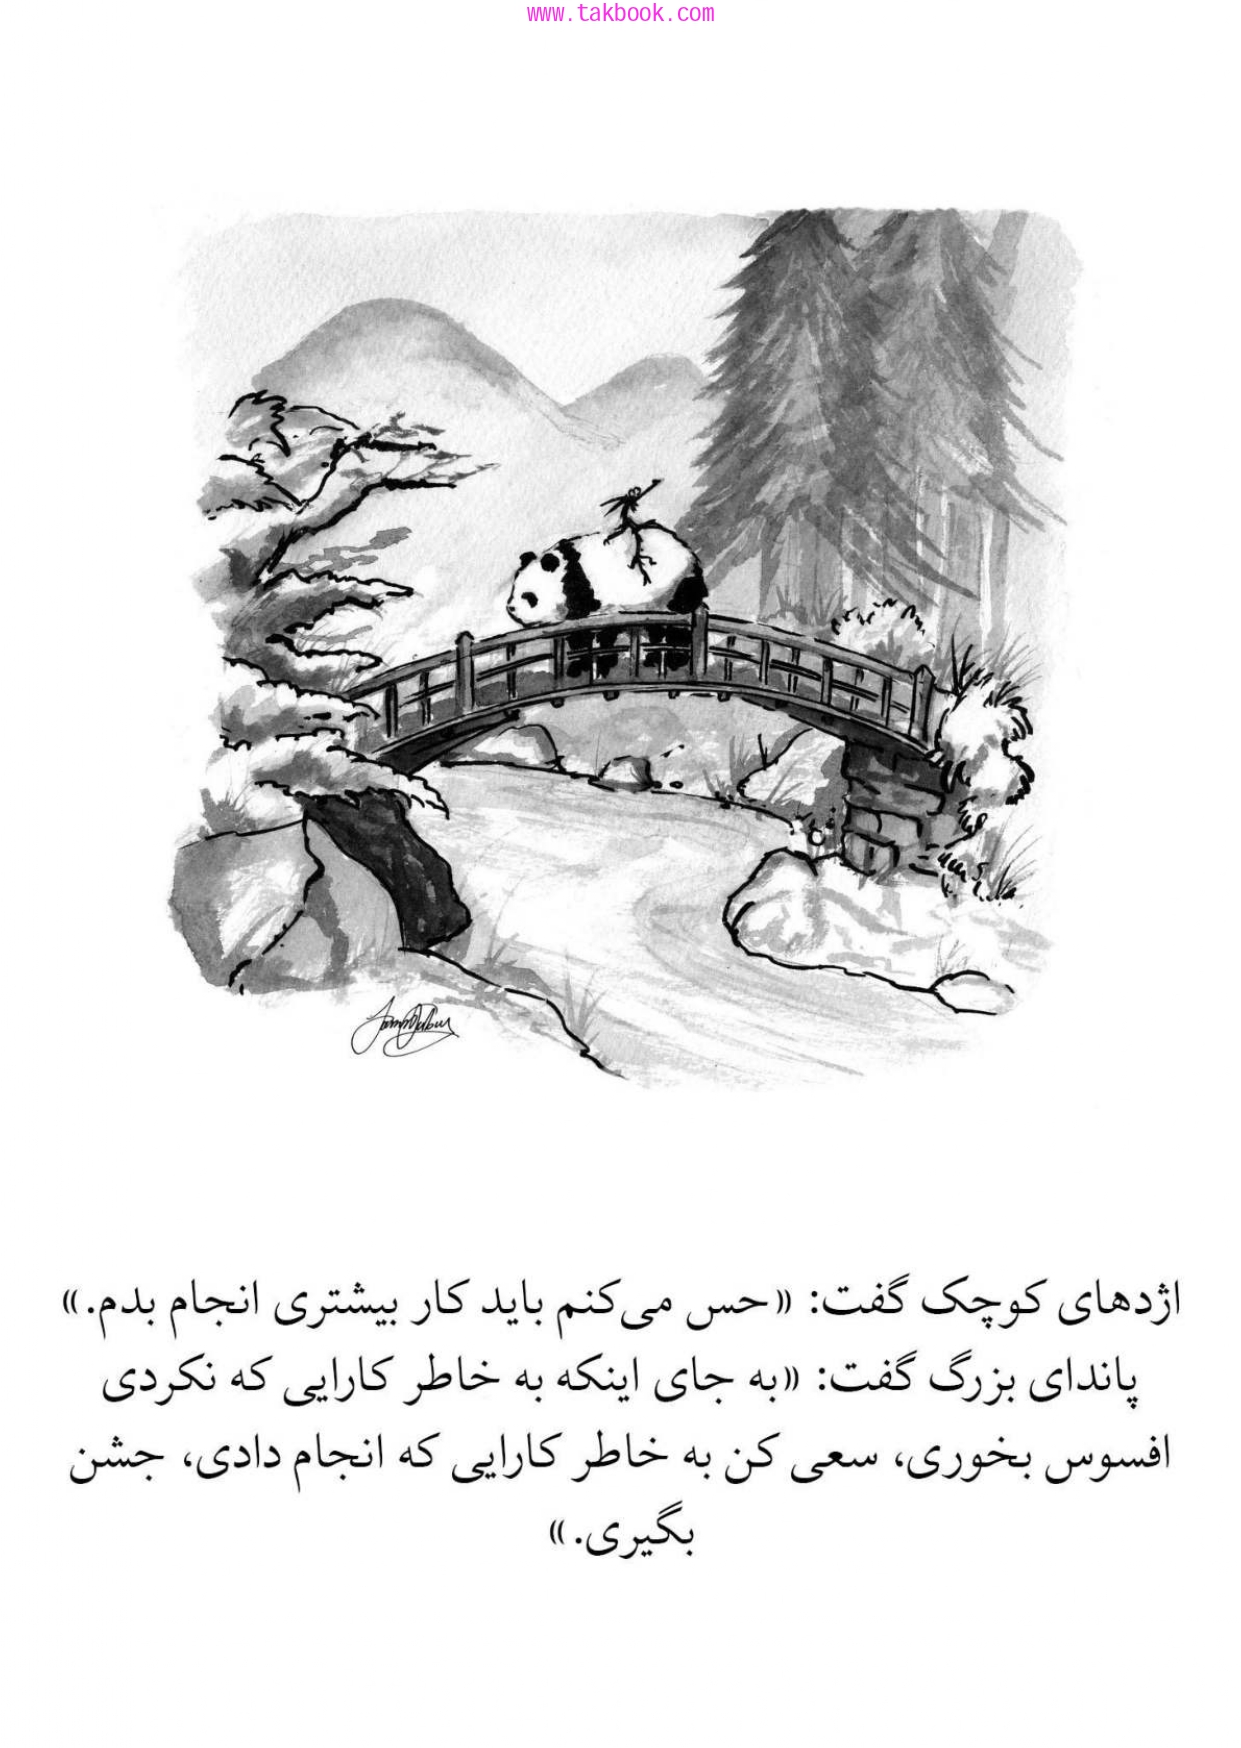 www.takbook.com
اژدهای کوچک گفت: «حس می‌کنم باید کار بیشتری انجام بدم.»
پاندای بزرگ گفت: «به جای اینکه به خاطر کارایی که نکردی
افسوس بخوری، سعی کن به خاطر کارایی که انجام دادی، جشن
بگیری.»